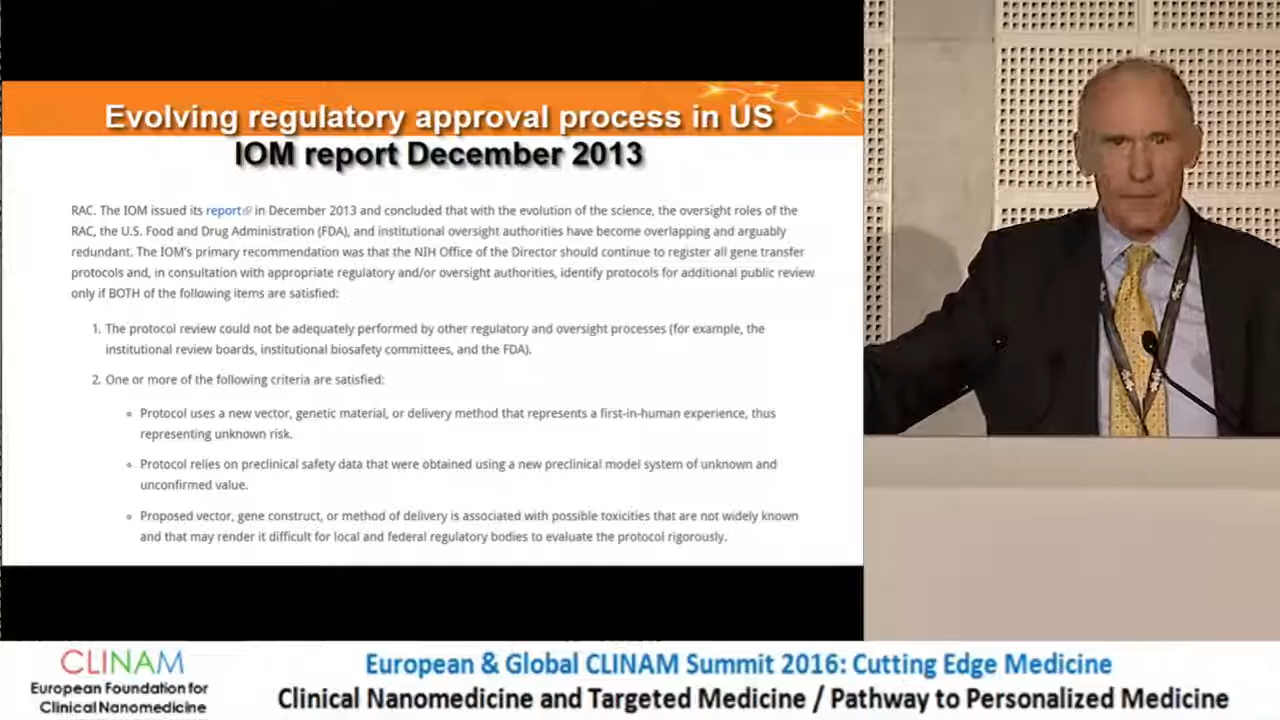 Evolving regulatory approval process in US
IOM report December 2013
RAC. The IOM issued its report in December 2013 and concluded that with the evolution of the science, the oversight roles of the
RAC, the U.S. Food and Drug Administration (FDA), and institutional oversight authorities have become overlapping and arguably
redundant. The IOM's primary recommendation was that the NIH Office of the Director should continue to register all gene transfer
protocols and, in consultation with appropriate regulatory and/or oversight authorities, identify protocols for additional public review
only if BOTH of the following items are satisfied:
1. The protocol review could not be adequately performed by other regulatory and oversight processes (for example, the
institutional review boards, institutional biosafety committees, and the FDA).
2. One or more of the following criteria are satisfied:
Protocol uses a new vector, genetic material, or delivery method that represents a first-in-human experience, thus
representing unknown risk.
Protocol relies on preclinical safety data that were obtained using a new preclinical model system of unknown and
unconfirmed value.
Proposed vector, gene construct, or method of delivery is associated with possible toxicities that are not widely known
and that may render it difficult for local and federal regulatory bodies to evaluate the protocol rigorously.
CLINAM
European Foundation for
Clinical Nanomedicine
European & Global CLINAM Summit 2016: Cutting Edge Medicine
Clinical Nanomedicine and Targeted Medicine / Pathway to Personalized Medicine